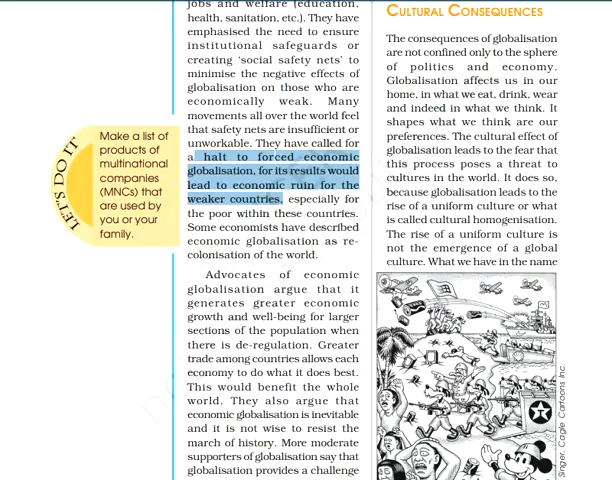 jobs and welfare (education,
health, sanitation, etc.). They have
emphasised the need to ensure
institutional safeguards or
creating ‘social safety nets’ to
minimise the negative effects of
globalisation on those who are
economically weak. Many
movements all over the world feel
that safety nets are insufficient or
unworkable. They have called for
a halt to forced economic
globalisation, for its results would
lead to economic ruin for the
weaker countries, especially for
the poor within these countries.
Some economists have described
economic globalisation as re-
colonisation of the world.
Advocates of economic
globalisation argue that it
generates greater economic
growth and well-being for larger
sections of the population when
there is de-regulation. Greater
trade among countries allows each
economy to do what it does best.
This would benefit the whole
world. They also argue that
economic globalisation is inevitable
and it is not wise to resist the
march of history. More moderate
supporters of globalisation say that
globalisation provides a challenge
LET'S DO IT
Make a list of
products of
multinational
companies
(MNCs) that
are used by
you or your
family.
CULTURAL CONSEQUENCES
The consequences of globalisation
are not confined only to the sphere
of politics and economy.
Globalisation affects us in our
home, in what we eat, drink, wear
and indeed in what we think. It
shapes what we think are our
preferences. The cultural effect of
globalisation leads to the fear that
this process poses a threat to
cultures in the world. It does so,
because globalisation leads to the
rise of a uniform culture or what
is called cultural homogenisation.
The rise of a uniform culture is
not the emergence of a global
culture. What we have in the name
Singer, Cagle Cartoons Inc.